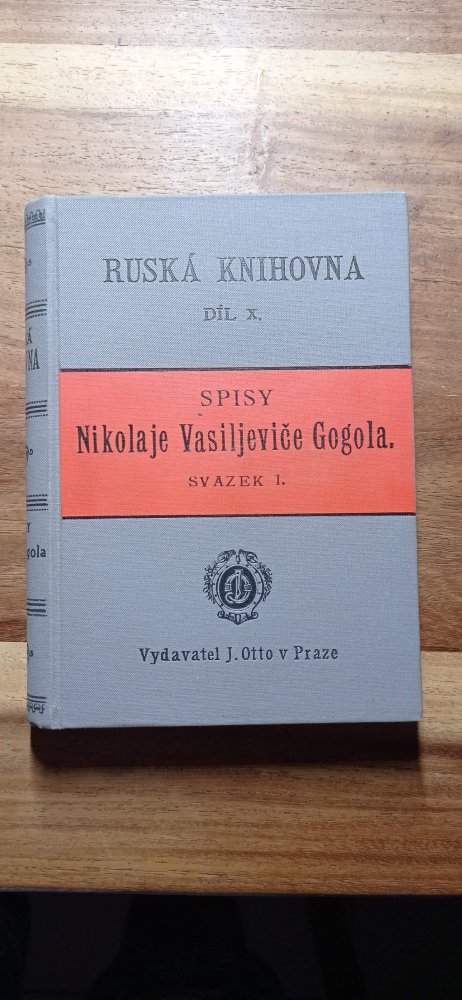 RUSKÁ KNIHOVNA
DÍL X.
SPISY
Nikolaje Vasiljeviče Gogola.
SVAZEK I.
Vydavatel J. Otto v Praze